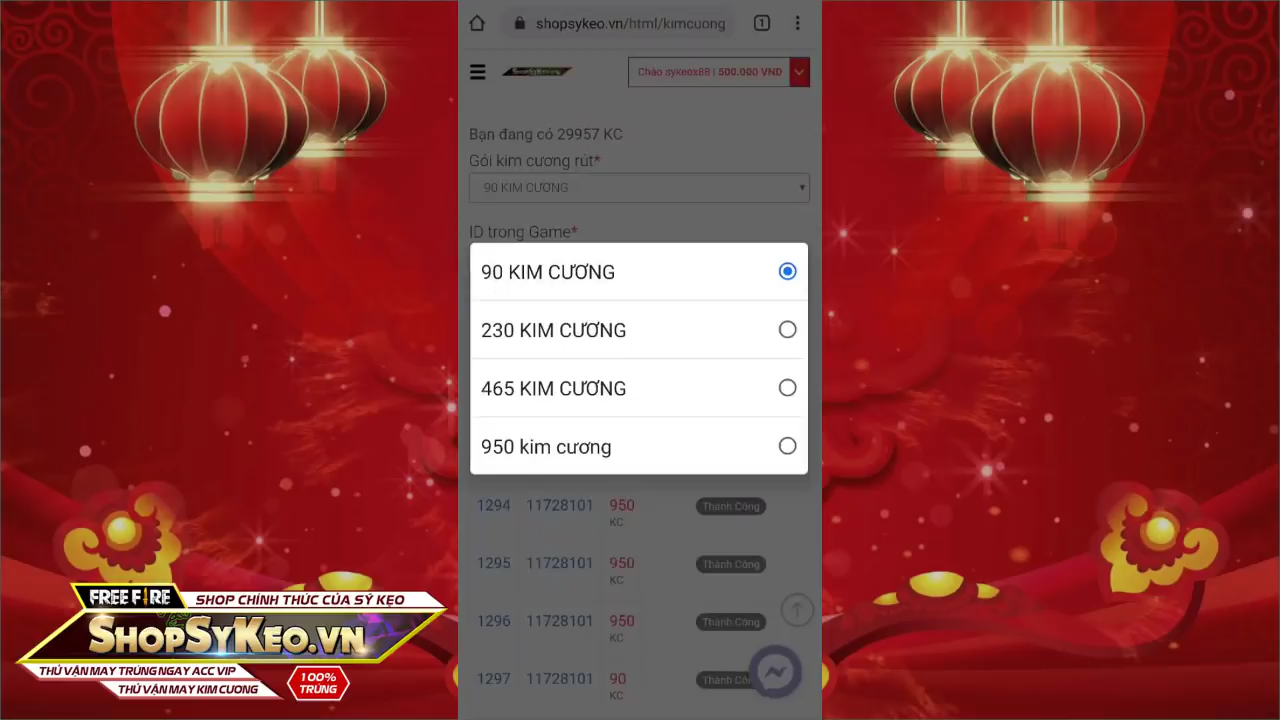 shopsykeo.vn/html/kimcuong
1
ShopSyKeo.vn
Chào sykeox88 | 500.000 VND
Bạn đang có 29957 KC
Gói kim cương rút*
90 KIM CƯƠNG
ID trong Game*
90 KIM CƯƠNG
230 KIM CƯƠNG
465 KIM CƯƠNG
950 kim cương
1294 11728101 950 KC Thành Công
1295 11728101 950 KC Thành Công
1296 11728101 950 KC Thành Công
1297 11728101 90 KC Thành
FREE FIRE
SHOP CHÍNH THỨC CỦA SỶ KẸO
SHOPSYKEO.VN
THỬ VẬN MAY TRÚNG NGAY ACC VIP
THỬ VẬN MAY KIM CƯƠNG
100%
TRÚNG